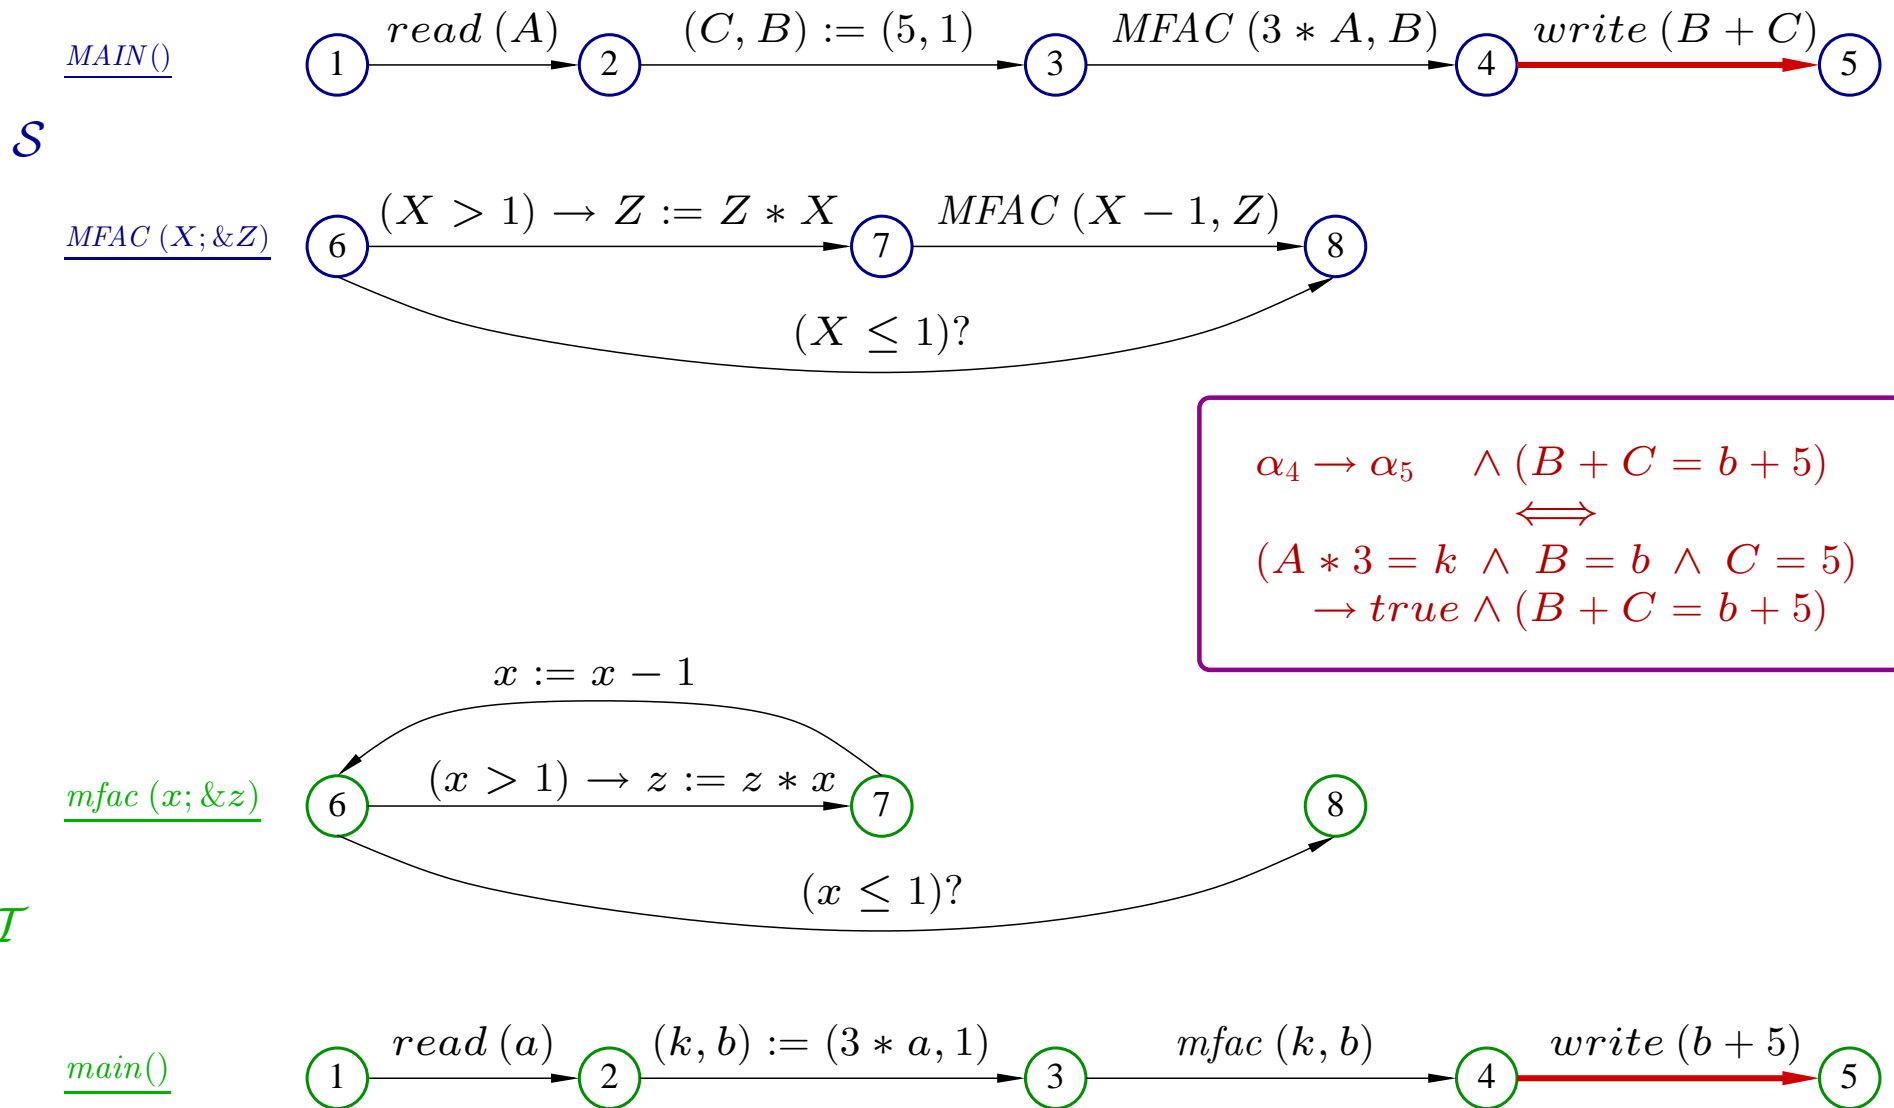 MAIN()
1 read (A) 2 (C, B) := (5, 1) 3 MFAC (3 * A, B) 4 write (B + C) 5
𝒮
MFAC (X; &Z)
6 (X > 1) → Z := Z * X 7 MFAC (X − 1, Z) 8
(X ≤ 1)?
α₄ → α₅ ∧ (B + C = b + 5)
⟺
(A * 3 = k ∧ B = b ∧ C = 5)
→ true ∧ (B + C = b + 5)
x := x − 1
mfac (x; &z)
6 (x > 1) → z := z * x 7 8
(x ≤ 1)?
ℐ
main()
1 read (a) 2 (k, b) := (3 * a, 1) 3 mfac (k, b) 4 write (b + 5) 5